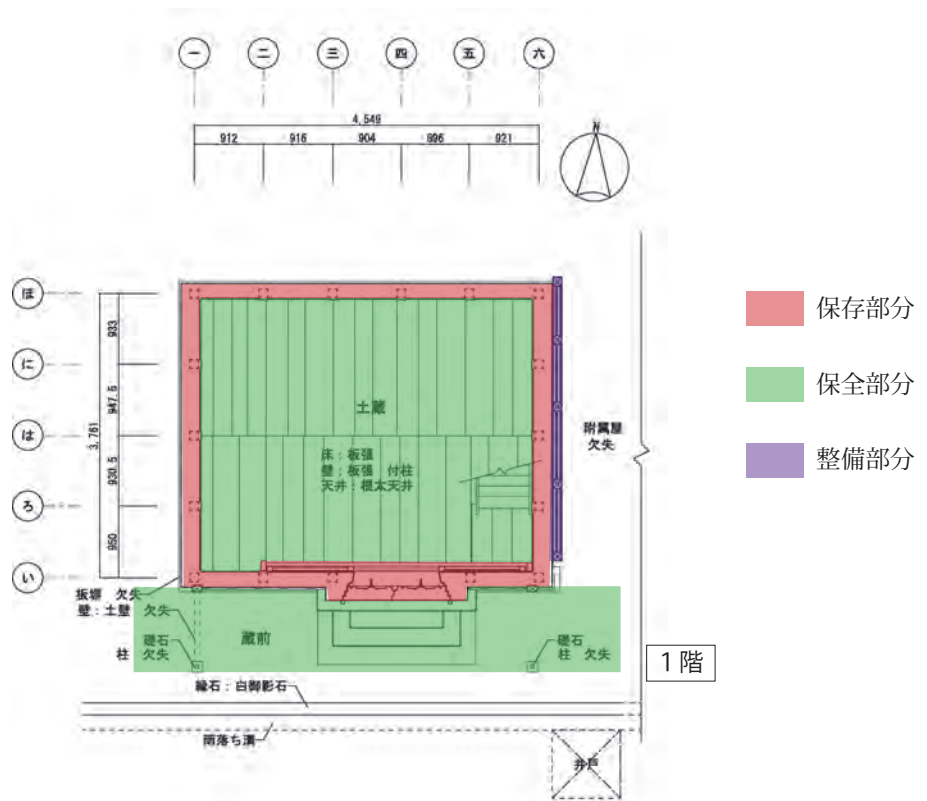 一 二 三 四 五 六
4,549
912 916 904 896 921
N
ほ
に
は
ろ
い
933
947.5
930.5
950
3,761
土蔵
床：板張
壁：板張 付柱
天井：根太天井
附属屋
欠失
保存部分
保全部分
整備部分
板塀 欠失
壁：土壁 欠失
礎石
柱 欠失
蔵前
礎石
柱 欠失
1階
縁石：白御影石
雨落ち溝
井戸